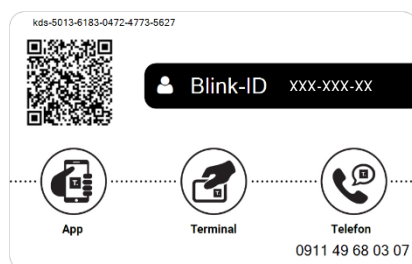 kds-5013-6183-0472-4773-5627
Blink-ID XXX-XXX-XX
App Terminal Telefon
0911 49 68 03 07